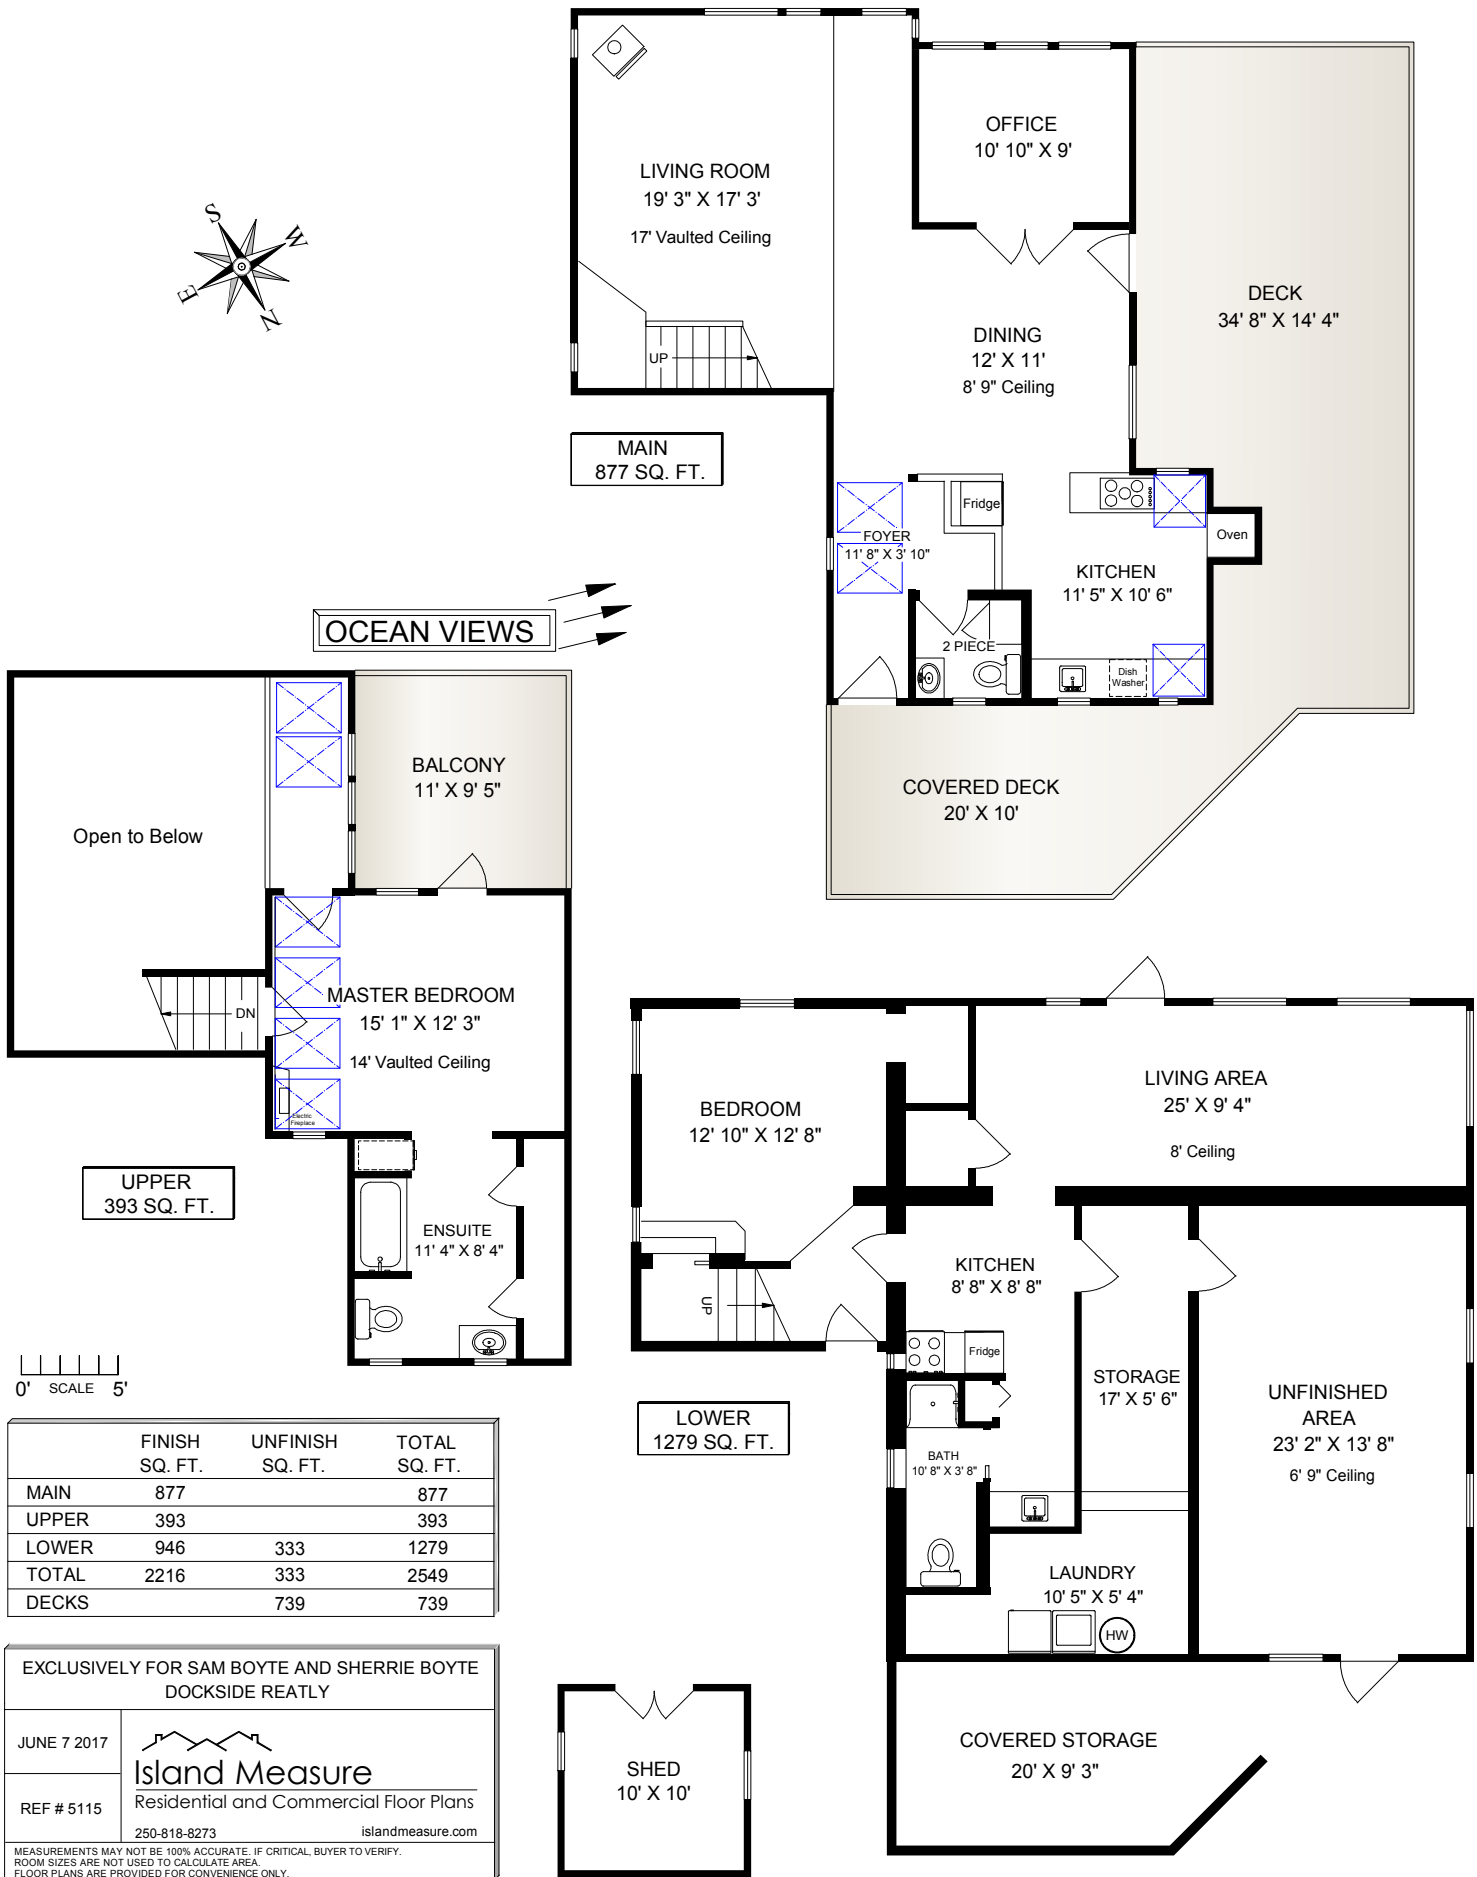 LIVING ROOM
19' 3" X 17' 3'
17' Vaulted Ceiling
UP
OFFICE
10' 10" X 9'
DECK
34' 8" X 14' 4"
DINING
12' X 11'
8' 9" Ceiling
S
W
E
N
MAIN
877 SQ. FT.
Fridge
FOYER
11' 8" X 3' 10"
Oven
KITCHEN
11' 5" X 10' 6"
2 PIECE
Dish
Washer
COVERED DECK
20' X 10'
OCEAN VIEWS
BALCONY
11' X 9' 5"
Open to Below
DN
MASTER BEDROOM
15' 1" X 12' 3"
14' Vaulted Ceiling
Electric
Fireplace
UPPER
393 SQ. FT.
ENSUITE
11' 4" X 8' 4"
0' SCALE 5'
LIVING AREA
25' X 9' 4"
8' Ceiling
BEDROOM
12' 10" X 12' 8"
UP
KITCHEN
8' 8" X 8' 8"
Fridge
STORAGE
17' X 5' 6"
UNFINISHED
AREA
23' 2" X 13' 8"
6' 9" Ceiling
LOWER
1279 SQ. FT.
BATH
10' 8" X 3' 8"
LAUNDRY
10' 5" X 5' 4"
HW
COVERED STORAGE
20' X 9' 3"
SHED
10' X 10'
FINISH UNFINISH TOTAL
SQ. FT. SQ. FT. SQ. FT.
MAIN 877 877
UPPER 393 393
LOWER 946 333 1279
TOTAL 2216 333 2549
DECKS 739 739
EXCLUSIVELY FOR SAM BOYTE AND SHERRIE BOYTE
DOCKSIDE REATLY
JUNE 7 2017
REF # 5115
Island Measure
Residential and Commercial Floor Plans
250-818-8273 islandmeasure.com
MEASUREMENTS MAY NOT BE 100% ACCURATE. IF CRITICAL, BUYER TO VERIFY.
ROOM SIZES ARE NOT USED TO CALCULATE AREA.
FLOOR PLANS ARE PROVIDED FOR CONVENIENCE ONLY.